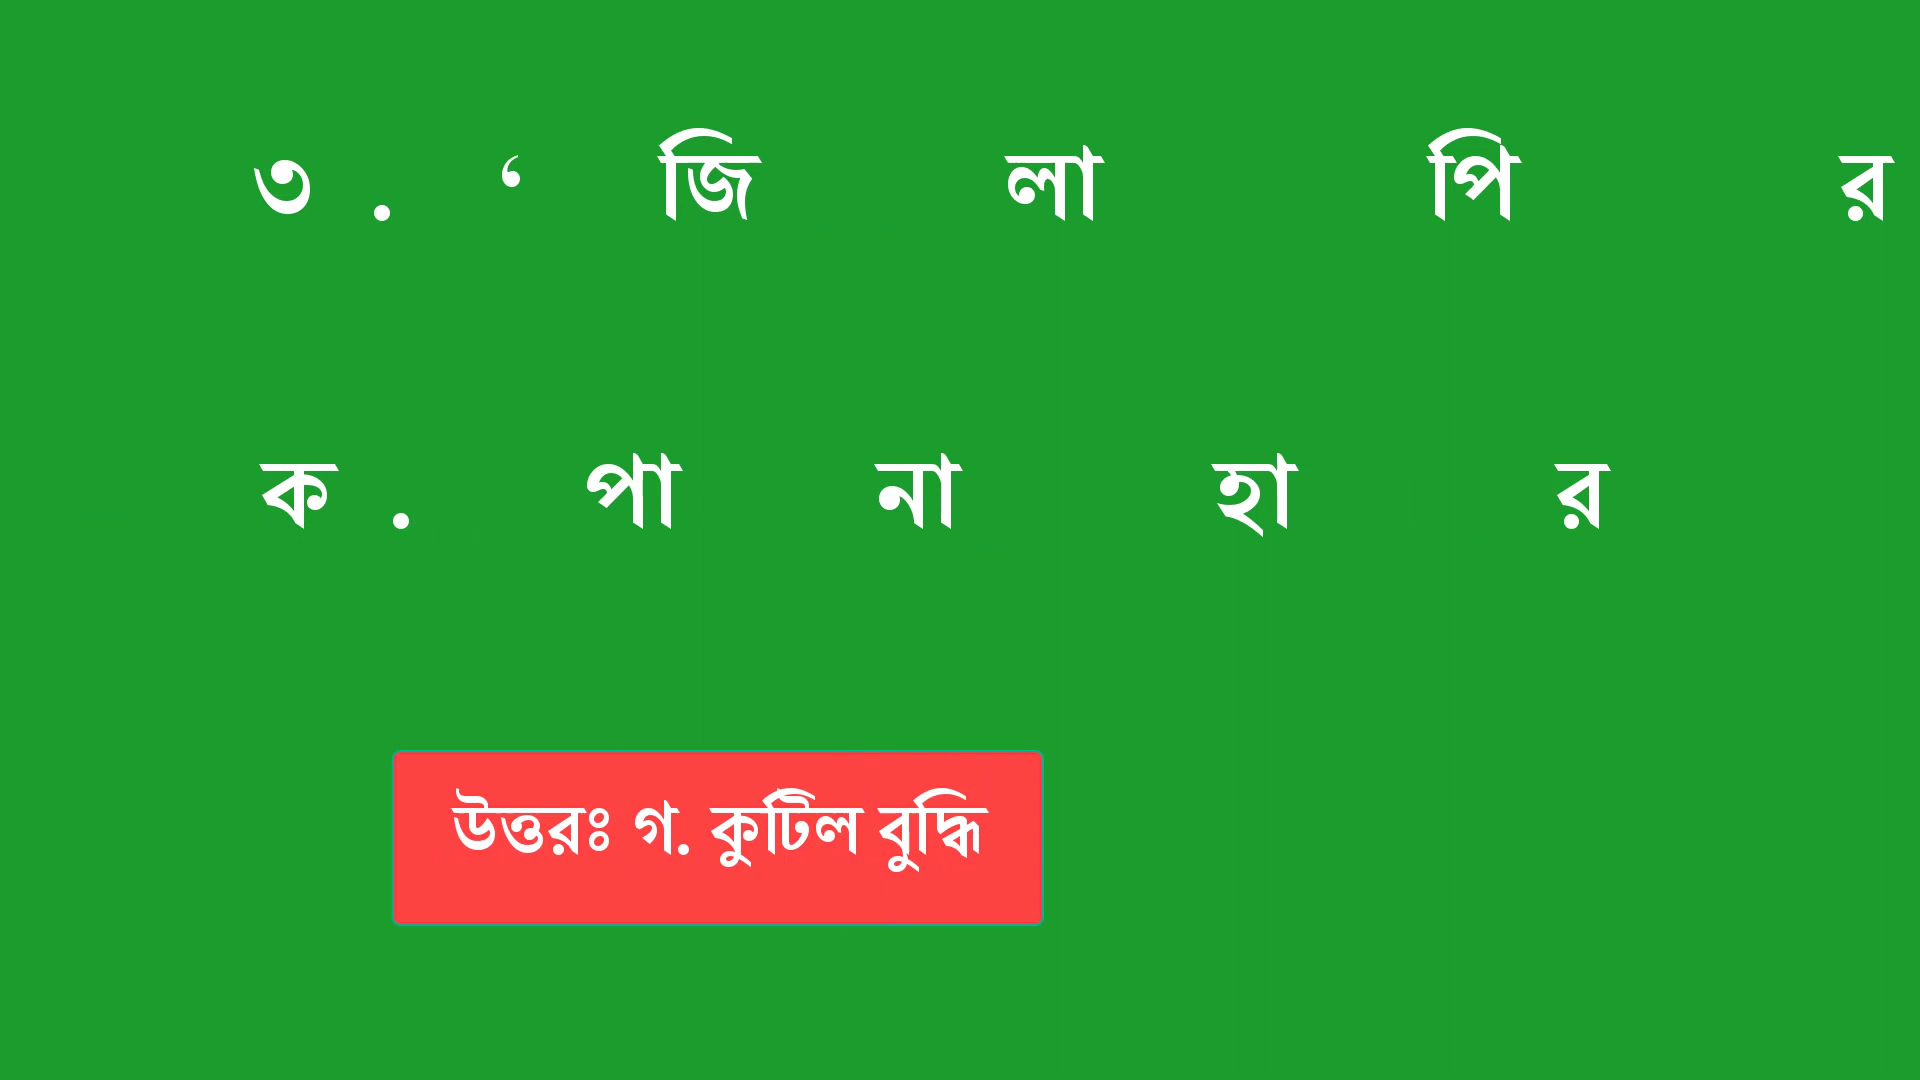 ৩. ‘জিলাপির
ক. পানাহার
উত্তরঃ গ. কুটিল বুদ্ধি